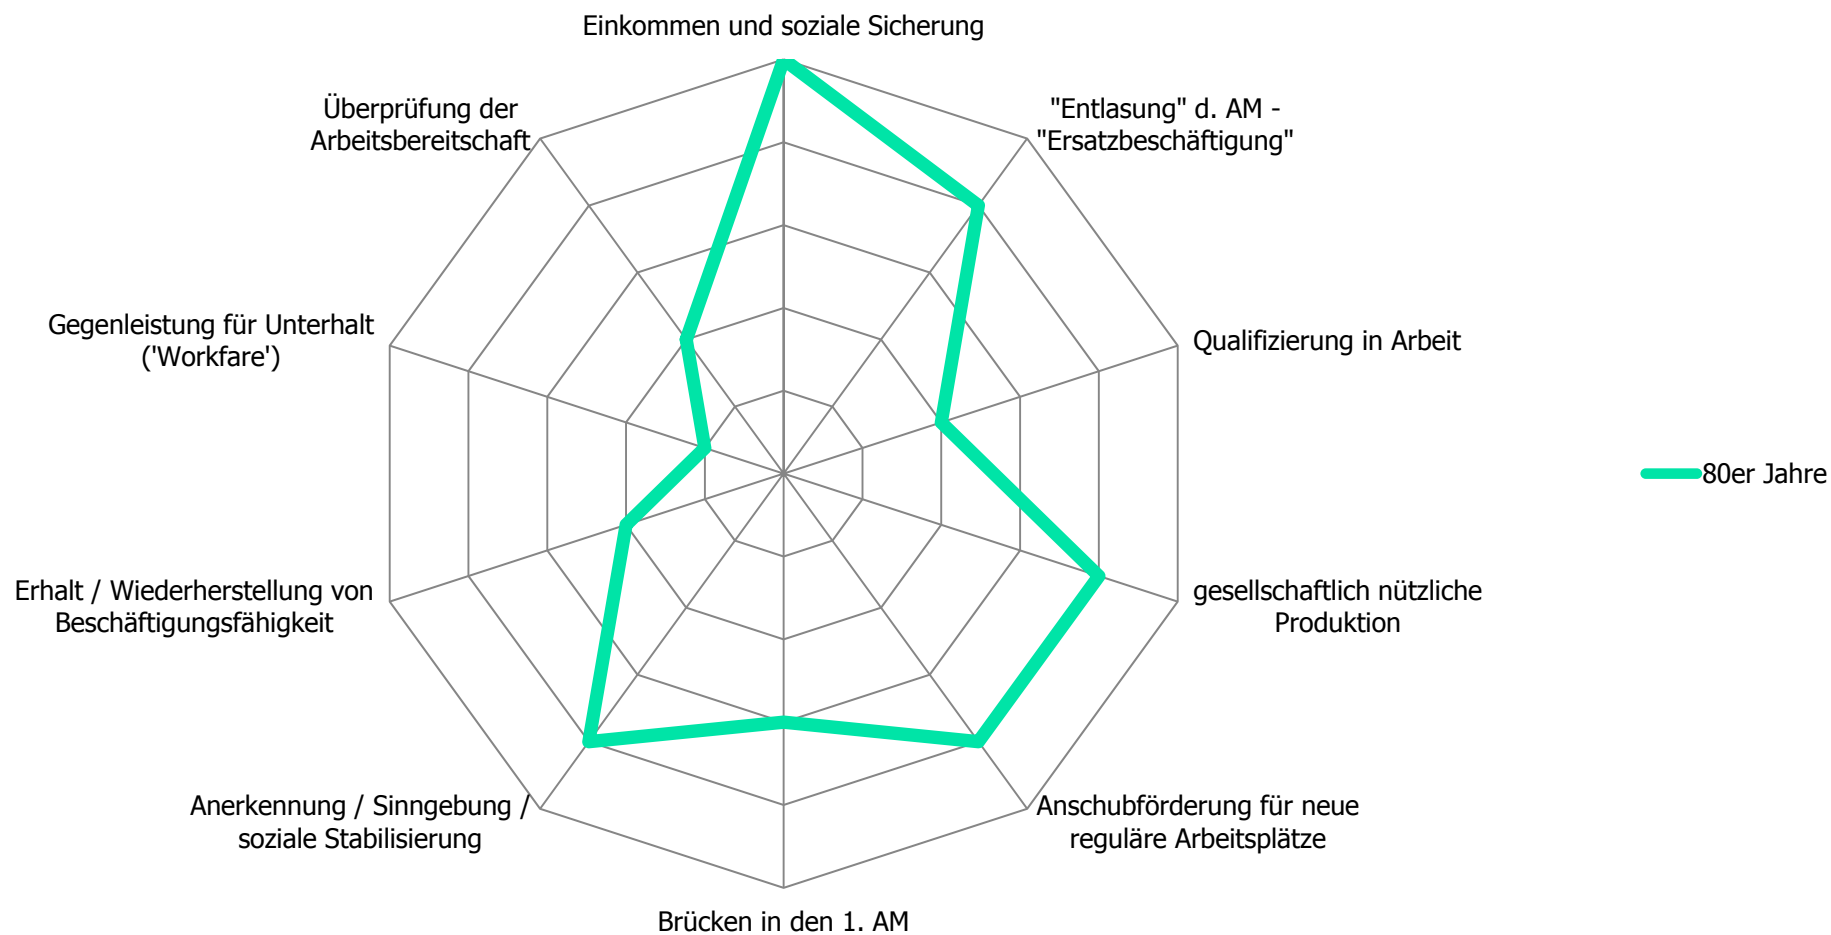 Einkommen und soziale Sicherung
"Entlasung" d. AM -
"Ersatzbeschäftigung"
Qualifizierung in Arbeit
gesellschaftlich nützliche
Produktion
Anschubförderung für neue
reguläre Arbeitsplätze
Brücken in den 1. AM
Anerkennung / Sinngebung /
soziale Stabilisierung
Erhalt / Wiederherstellung von
Beschäftigungsfähigkeit
Gegenleistung für Unterhalt
('Workfare')
Überprüfung der
Arbeitsbereitschaft
80er Jahre